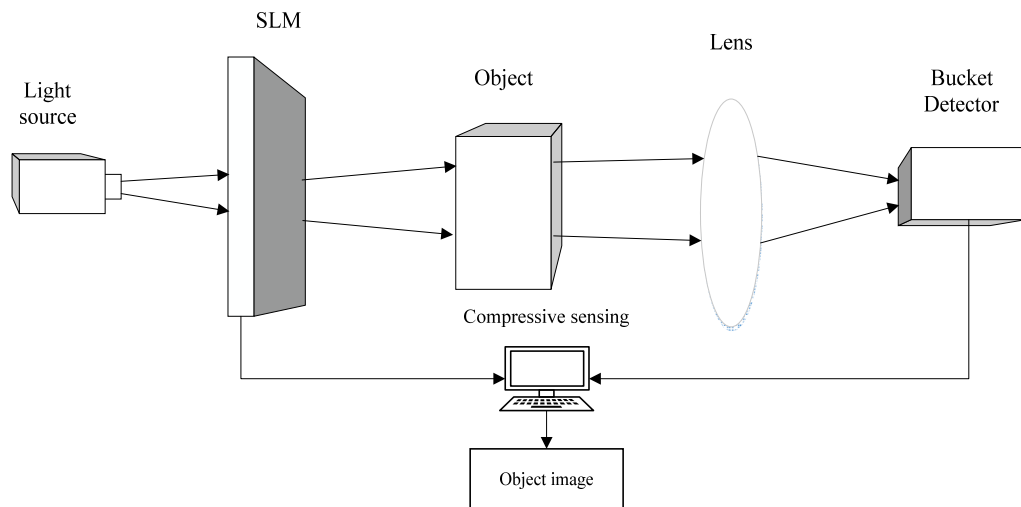 SLM
Lens
Light
source
Object
Bucket
Detector
Compressive sensing
Object image